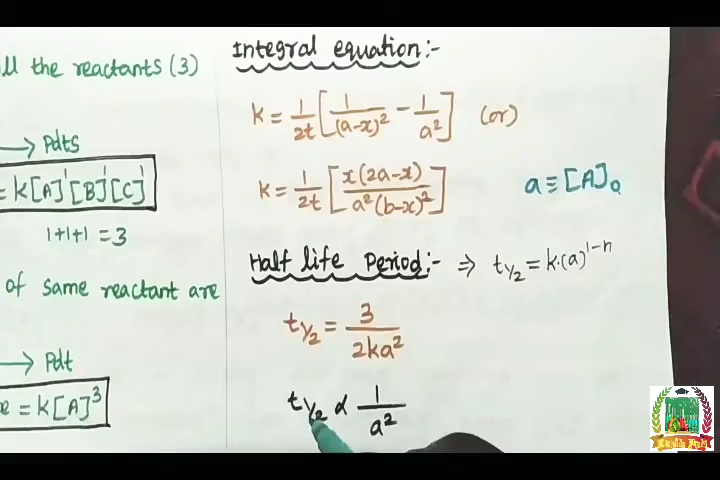 ll the reactants (3)
→ Pdts
= k[A]¹[B]¹[C]¹
1+1+1 = 3
of same reactant are
→ Pdt
= k[A]³
Integral equation:-
k = 1/2t [1/(a-x)² - 1/a²] (or)
k = 1/2t [x(2a-x)/a²(b-x)²]
a ≡ [A]₀
Half life Period:- ⇒ t½ = k·(a)¹⁻ⁿ
t½ = 3/2ka²
t½ ∝ 1/a²